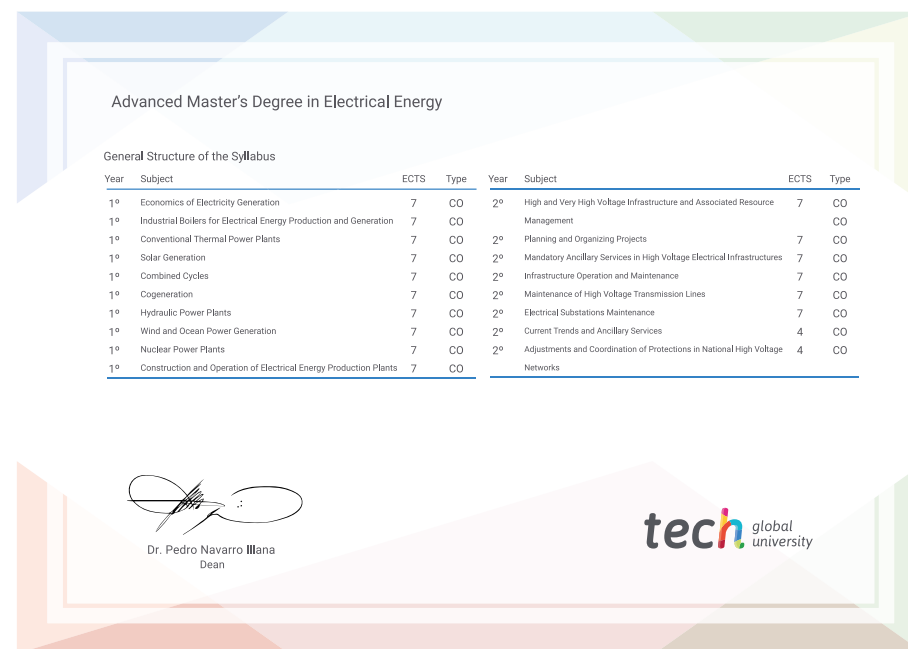 Advanced Master's Degree in Electrical Energy
General Structure of the Syllabus
Year Subject ECTS Type
1º Economics of Electricity Generation 7 CO
1º Industrial Boilers for Electrical Energy Production and Generation 7 CO
1º Conventional Thermal Power Plants 7 CO
1º Solar Generation 7 CO
1º Combined Cycles 7 CO
1º Cogeneration 7 CO
1º Hydraulic Power Plants 7 CO
1º Wind and Ocean Power Generation 7 CO
1º Nuclear Power Plants 7 CO
1º Construction and Operation of Electrical Energy Production Plants 7 CO
Year Subject ECTS Type
2º High and Very High Voltage Infrastructure and Associated Resource 7 CO
Management CO
2º Planning and Organizing Projects 7 CO
2º Mandatory Ancillary Services in High Voltage Electrical Infrastructures 7 CO
2º Infrastructure Operation and Maintenance 7 CO
2º Maintenance of High Voltage Transmission Lines 7 CO
2º Electrical Substations Maintenance 7 CO
2º Current Trends and Ancillary Services 4 CO
2º Adjustments and Coordination of Protections in National High Voltage 4 CO
Networks
Dr. Pedro Navarro Illana
Dean
tech global
university